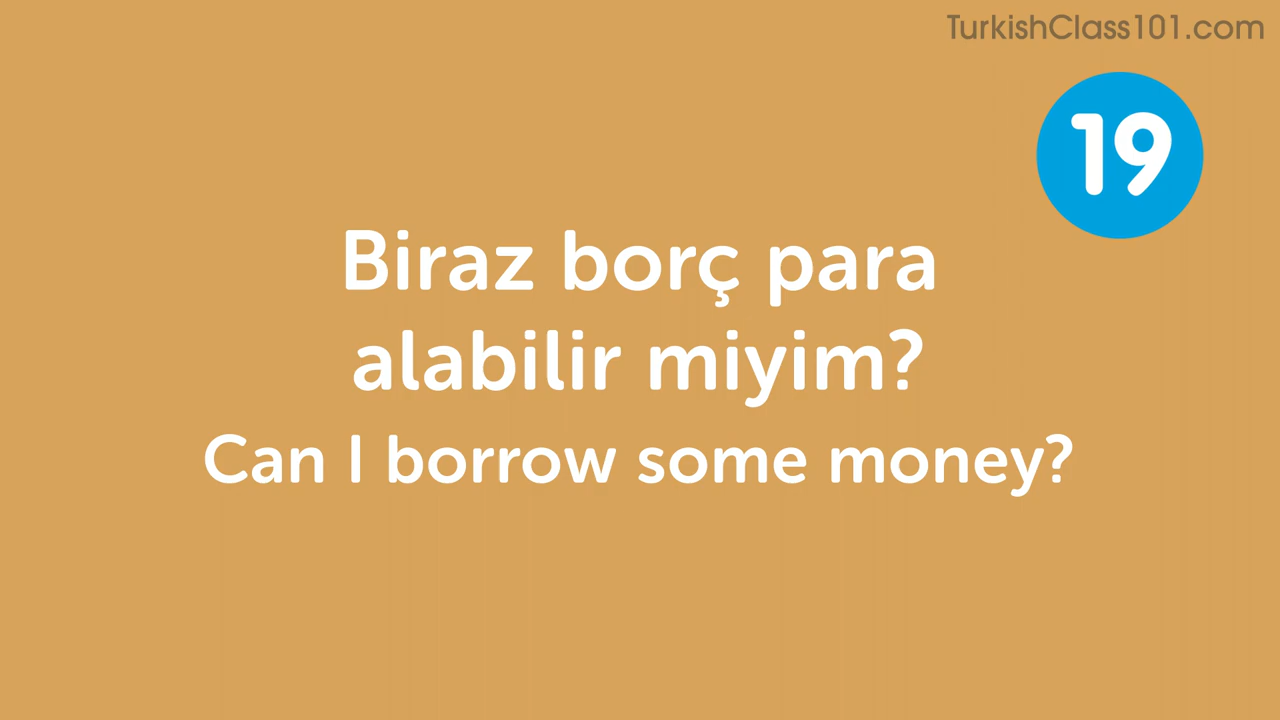 TurkishClass101.com
19
Biraz borç para
alabilir miyim?
Can I borrow some money?